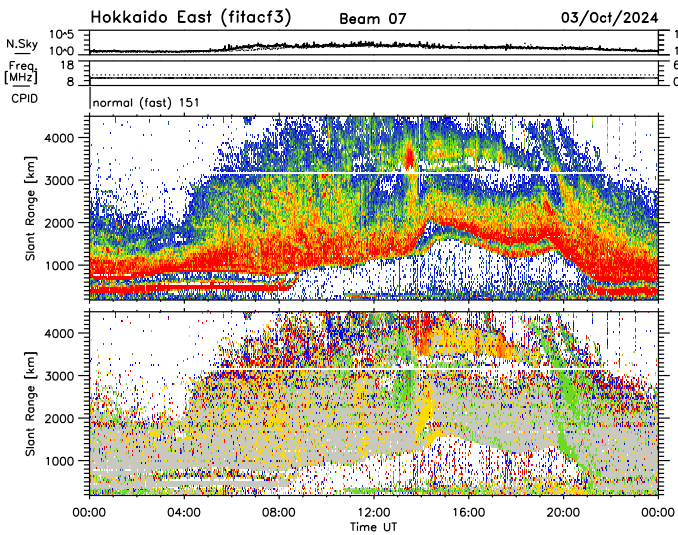 Hokkaido East (fitacf3) Beam 07 03/Oct/2024
N.Sky 10^5 10^0 1 1
Freq. [MHz] 18 8 6 0
CPID normal (fast) 151
Slant Range [km] 4000 3000 2000 1000
Slant Range [km] 4000 3000 2000 1000
00:00 04:00 08:00 12:00 16:00 20:00 00:00
Time UT